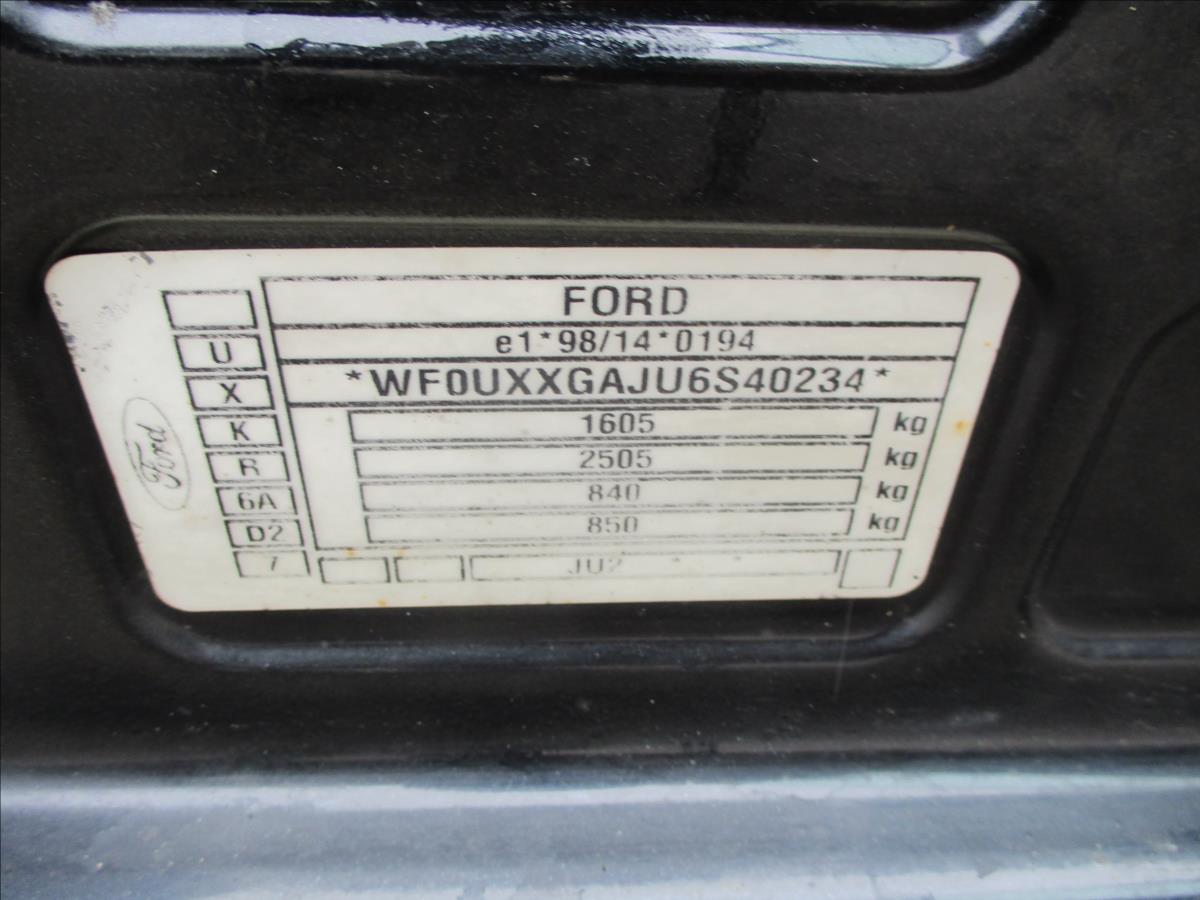 FORD
e1*98/14*0194
*WF0UXXGAJU6S40234*
1605 kg
2505 kg
840 kg
850 kg
JU2 * *
U
X
K
R
6A
D2
7
Ford